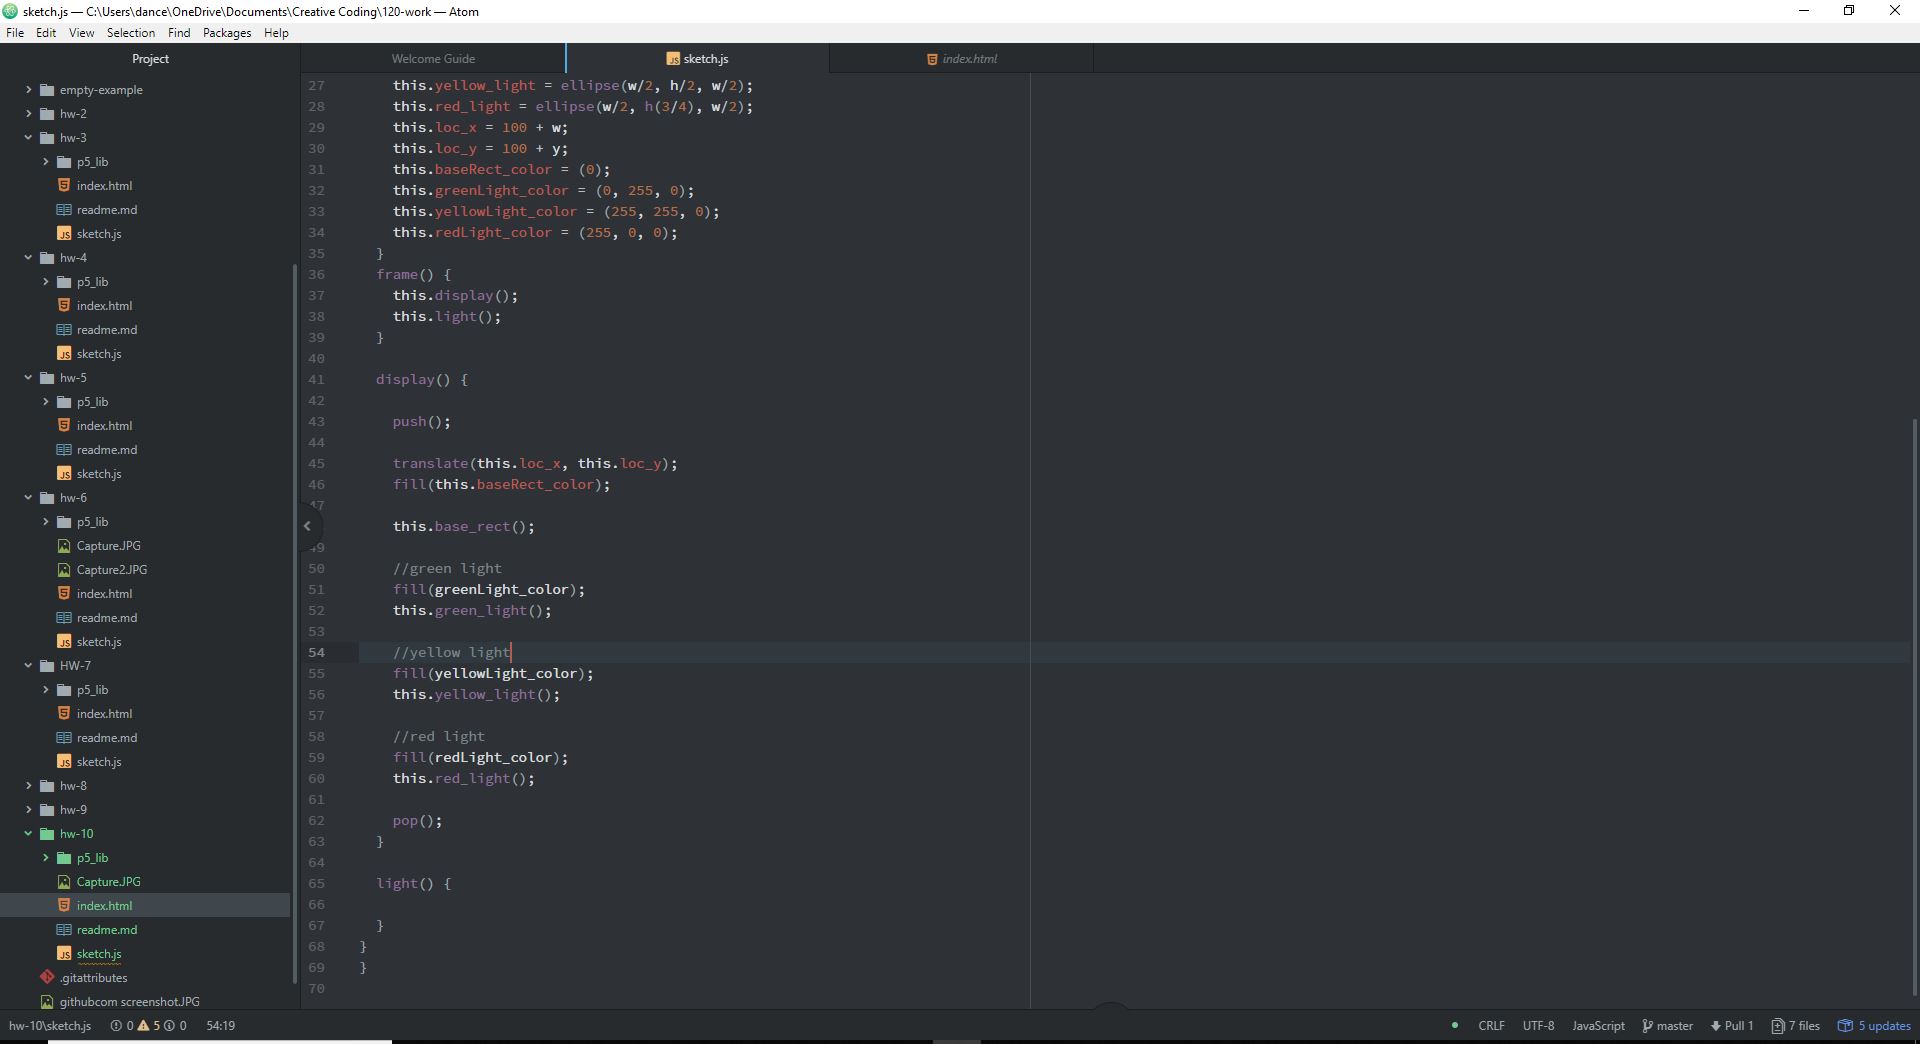 sketch.js — C:\Users\dance\OneDrive\Documents\Creative Coding\120-work — Atom
File Edit View Selection Find Packages Help
Project
empty-example
hw-2
hw-3
p5_lib
index.html
readme.md
sketch.js
hw-4
p5_lib
index.html
readme.md
sketch.js
hw-5
p5_lib
index.html
readme.md
sketch.js
hw-6
p5_lib
Capture.JPG
Capture2.JPG
index.html
readme.md
sketch.js
HW-7
p5_lib
index.html
readme.md
sketch.js
hw-8
hw-9
hw-10
p5_lib
Capture.JPG
index.html
readme.md
sketch.js
.gitattributes
githubcom screenshot.JPG
Welcome Guide sketch.js index.html
27 this.yellow_light = ellipse(w/2, h/2, w/2);
28 this.red_light = ellipse(w/2, h(3/4), w/2);
29 this.loc_x = 100 + w;
30 this.loc_y = 100 + y;
31 this.baseRect_color = (0);
32 this.greenLight_color = (0, 255, 0);
33 this.yellowLight_color = (255, 255, 0);
34 this.redLight_color = (255, 0, 0);
35 }
36 frame() {
37 this.display();
38 this.light();
39 }
40
41 display() {
42
43 push();
44
45 translate(this.loc_x, this.loc_y);
46 fill(this.baseRect_color);
47
this.base_rect();
49
50 //green light
51 fill(greenLight_color);
52 this.green_light();
53
54 //yellow light
55 fill(yellowLight_color);
56 this.yellow_light();
57
58 //red light
59 fill(redLight_color);
60 this.red_light();
61
62 pop();
63 }
64
65 light() {
66
67 }
68 }
69 }
70
hw-10\sketch.js 0 5 0 54:19 CRLF UTF-8 JavaScript master Pull 1 7 files 5 updates